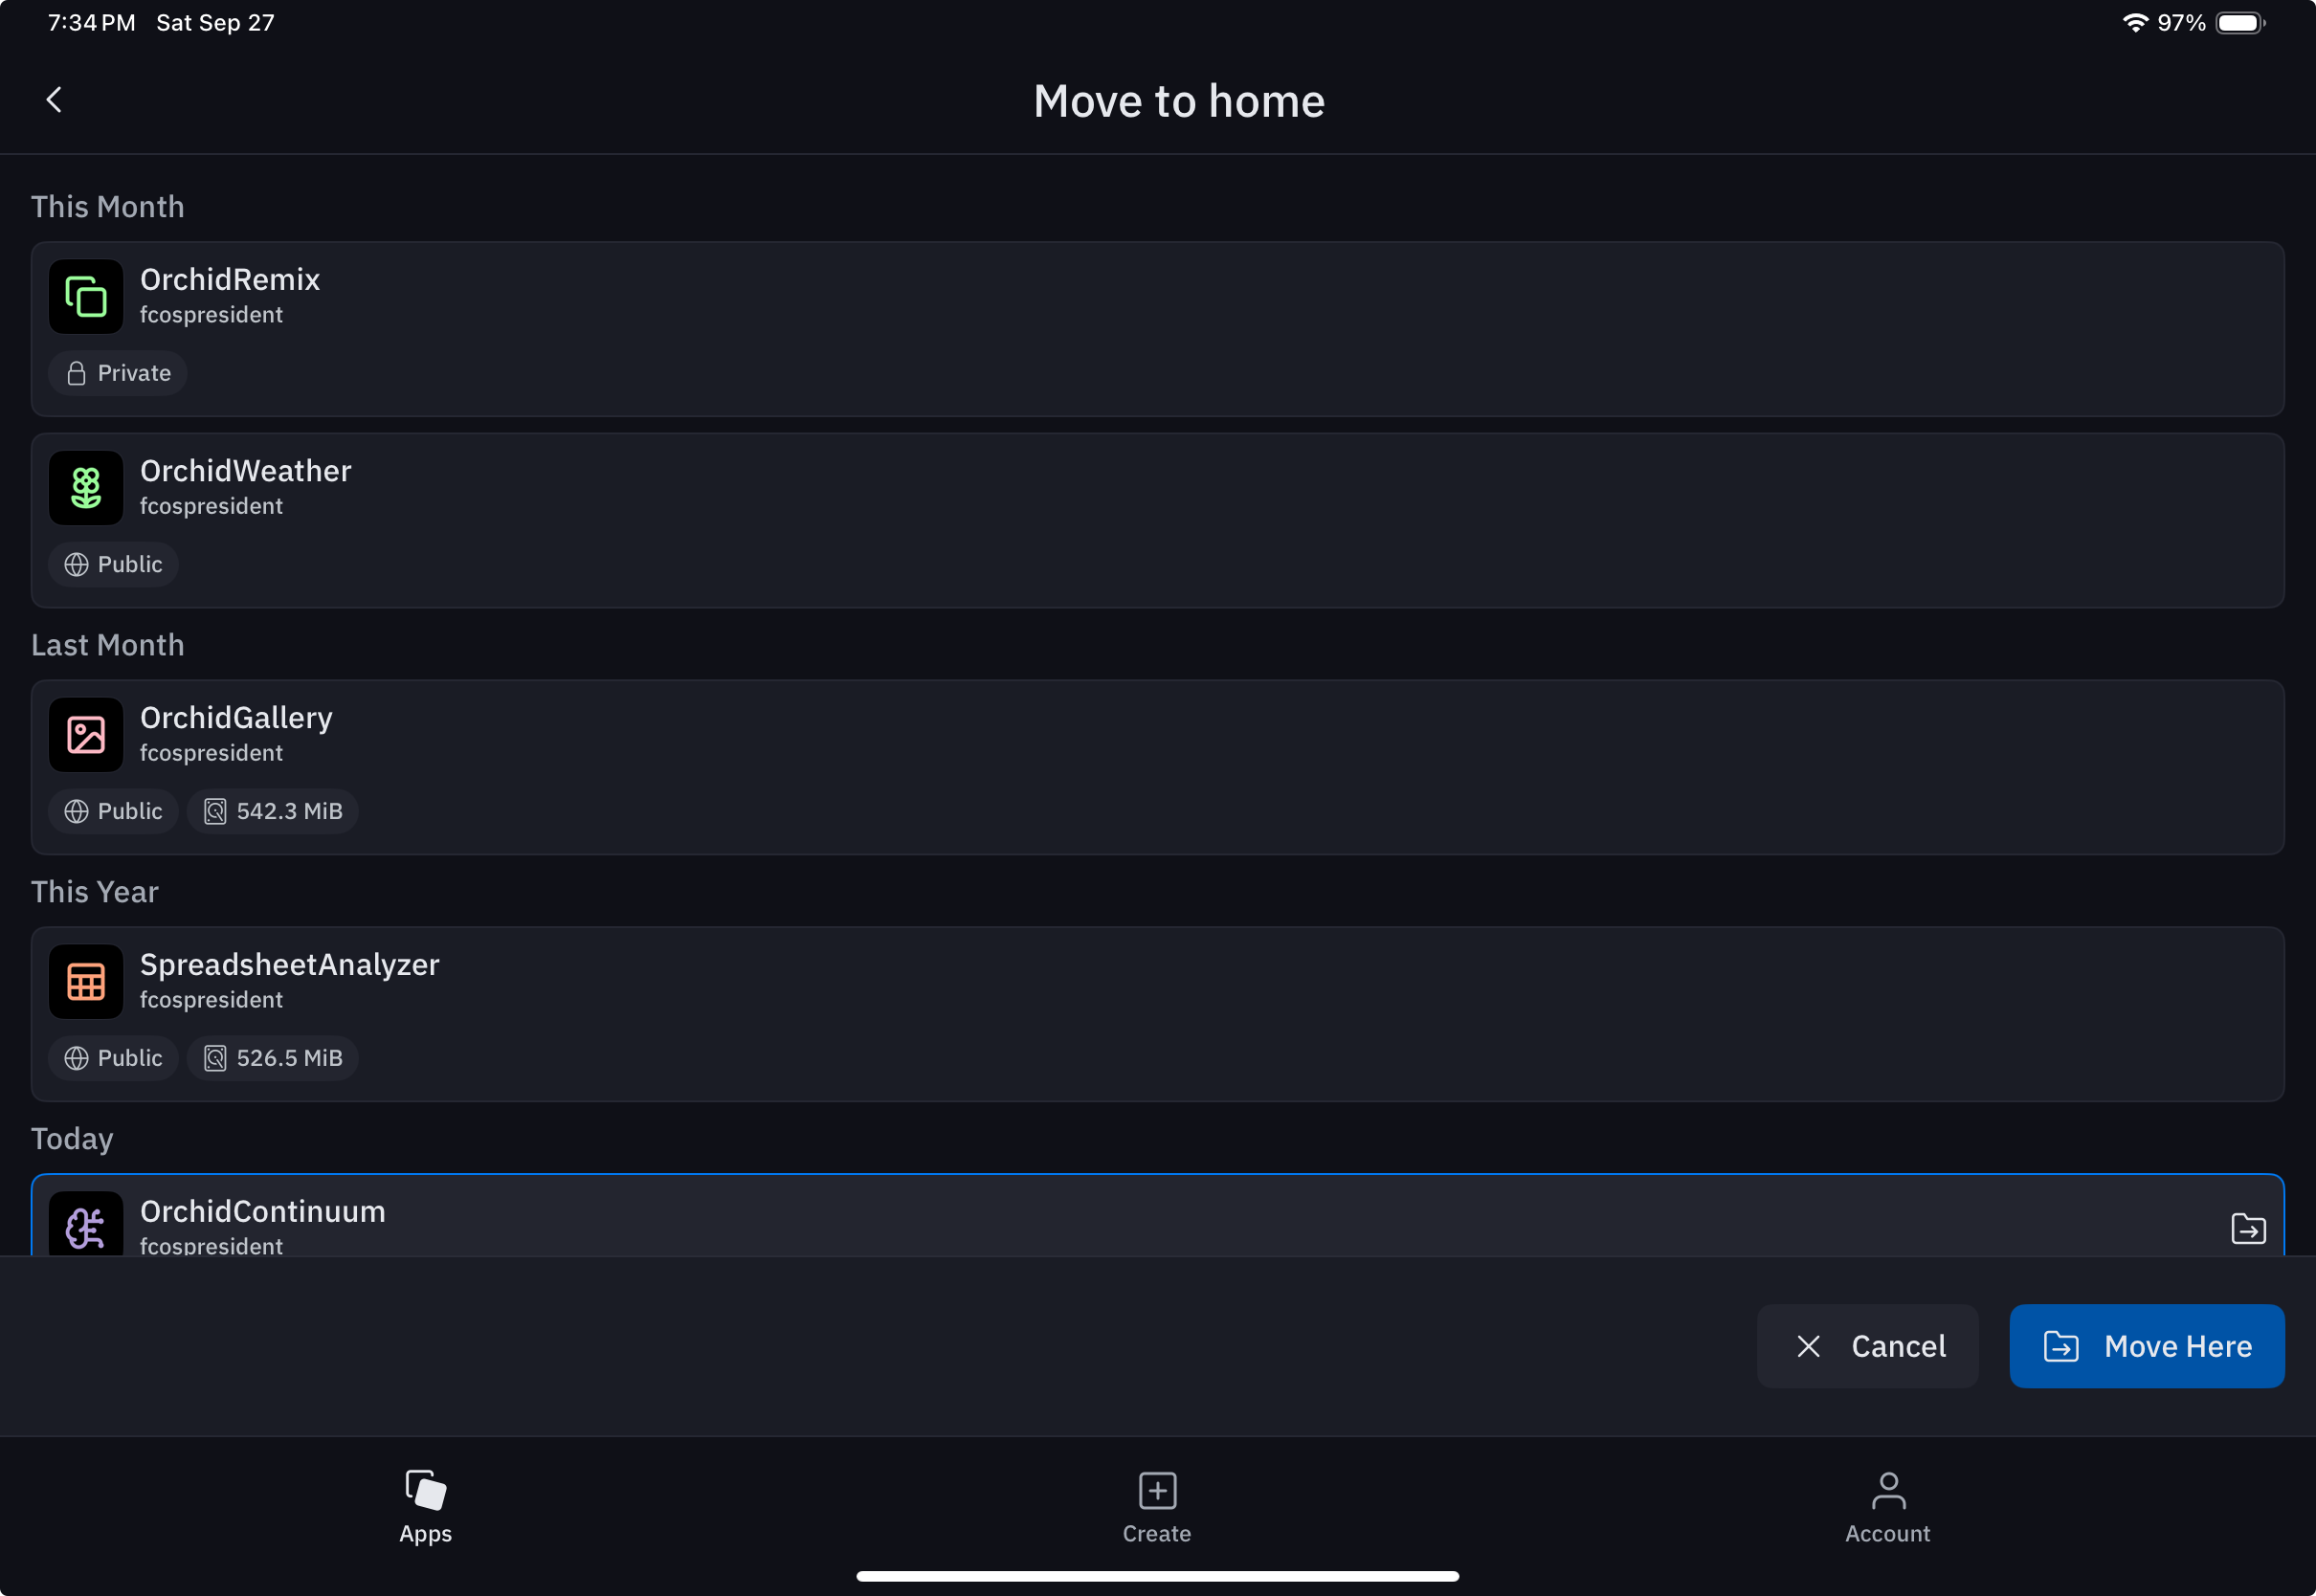 7:34 PM Sat Sep 27
97%
Move to home
This Month
OrchidRemix
fcospresident
Private
OrchidWeather
fcospresident
Public
Last Month
OrchidGallery
fcospresident
Public 542.3 MiB
This Year
SpreadsheetAnalyzer
fcospresident
Public 526.5 MiB
Today
OrchidContinuum
fcospresident
Cancel Move Here
Apps Create Account